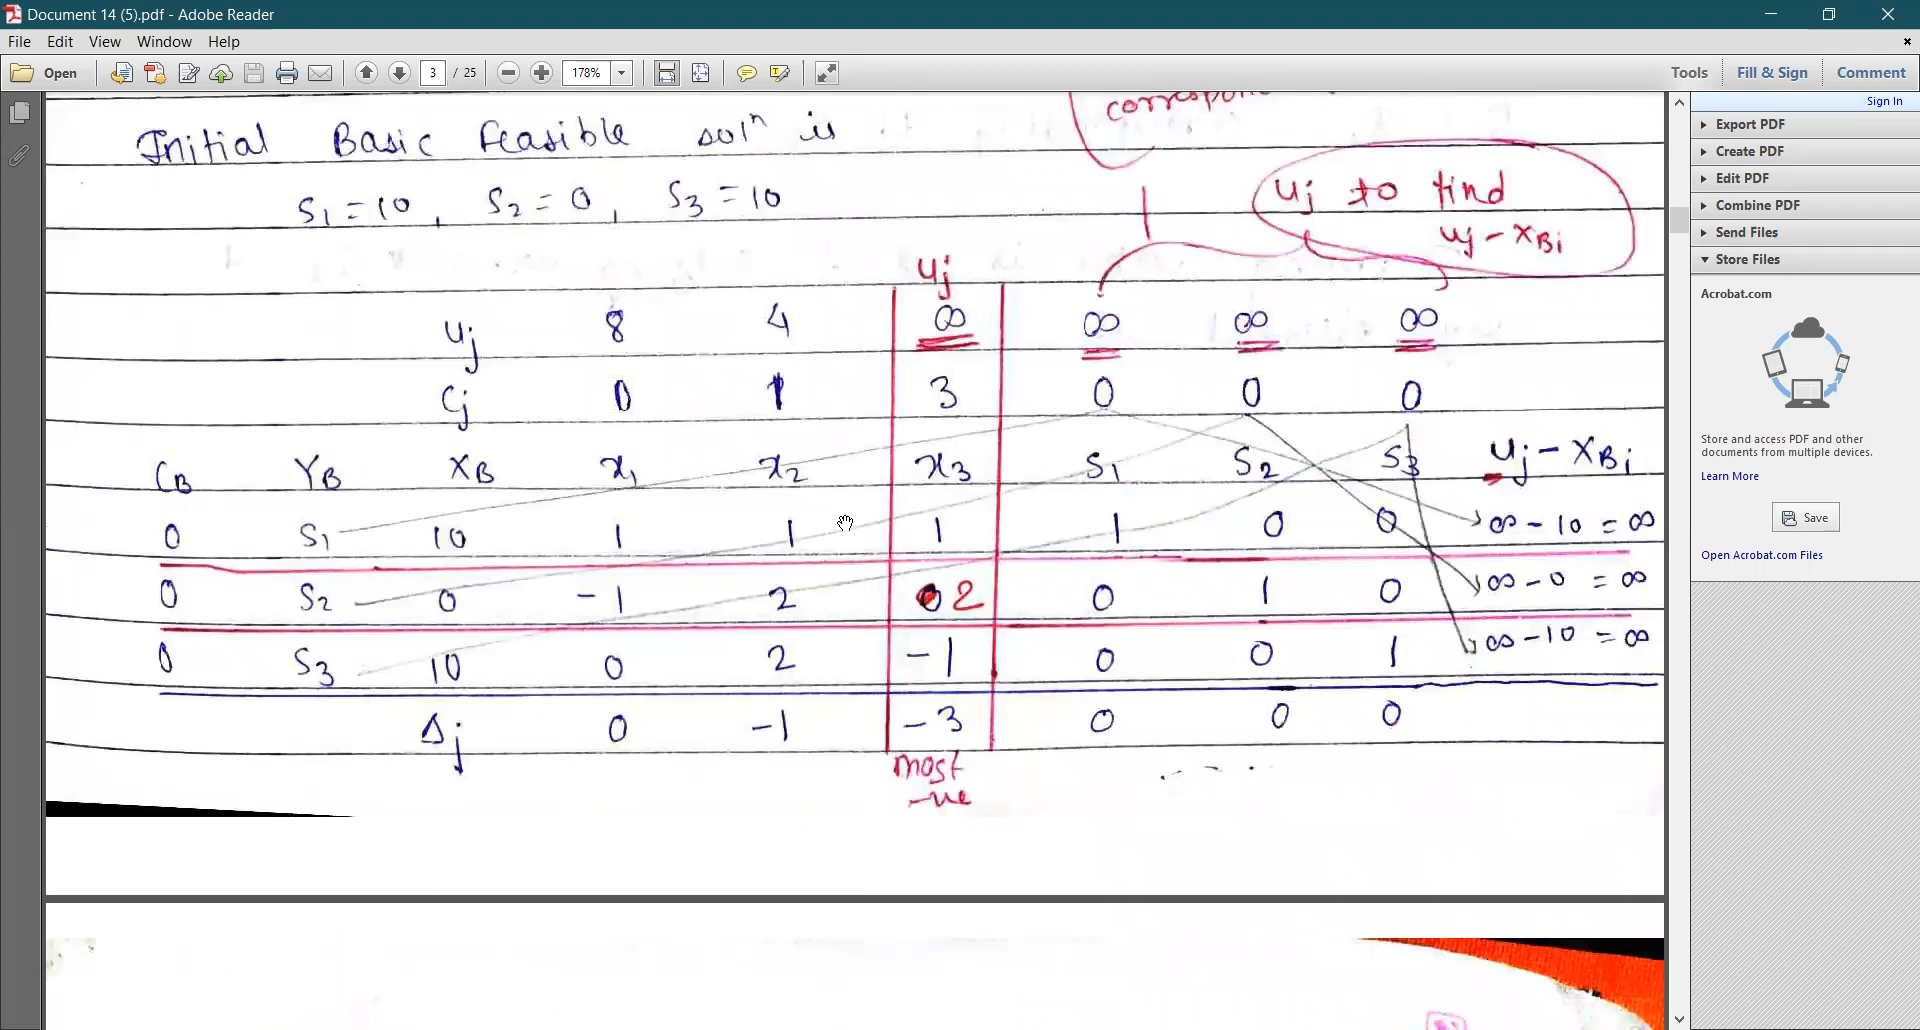 Document 14 (5).pdf - Adobe Reader
File Edit View Window Help
Open 3 / 25 178% Tools Fill & Sign Comment
Sign In
Export PDF
Create PDF
Edit PDF
Combine PDF
Send Files
Store Files
Acrobat.com
Store and access PDF and other
documents from multiple devices.
Learn More
Save
Open Acrobat.com Files
Initial Basic Feasible solⁿ is
S1 = 10, S2 = 0, S3 = 10
uj to find
uj - XBi
uj
uj 8 4 ∞ ∞ ∞ ∞
Cj 0 1 3 0 0 0
CB YB XB x1 x2 x3 S1 S2 S3 uj - XBi
0 S1 10 1 1 1 1 0 0 ∞ - 10 = ∞
0 S2 0 -1 2 2 0 1 0 ∞ - 0 = ∞
0 S3 10 0 2 -1 0 0 1 ∞ - 10 = ∞
Δj 0 -1 -3 0 0 0
most
-ve